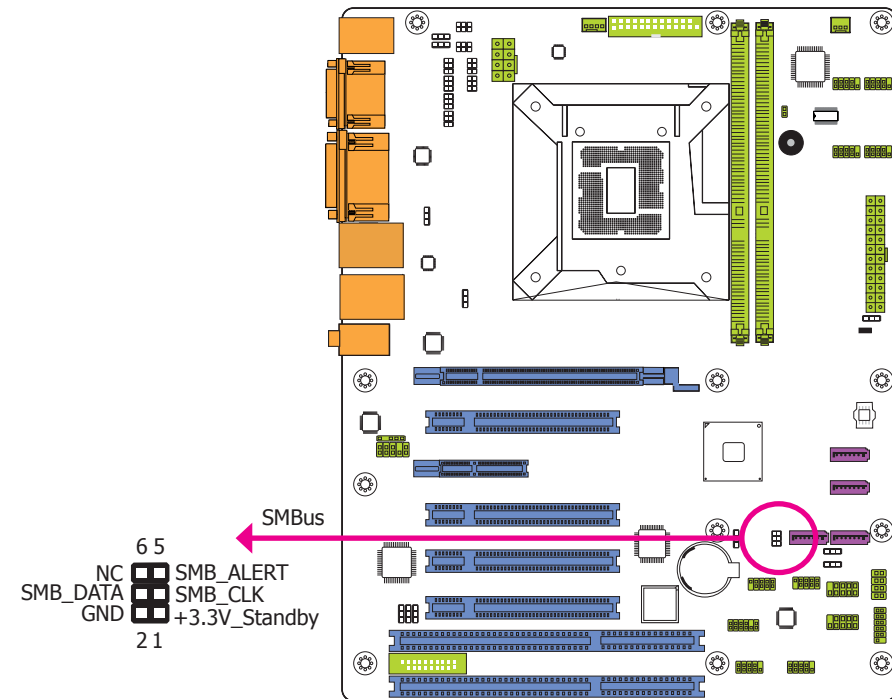 SMBus
6 5
NC SMB_ALERT
SMB_DATA SMB_CLK
GND +3.3V_Standby
2 1